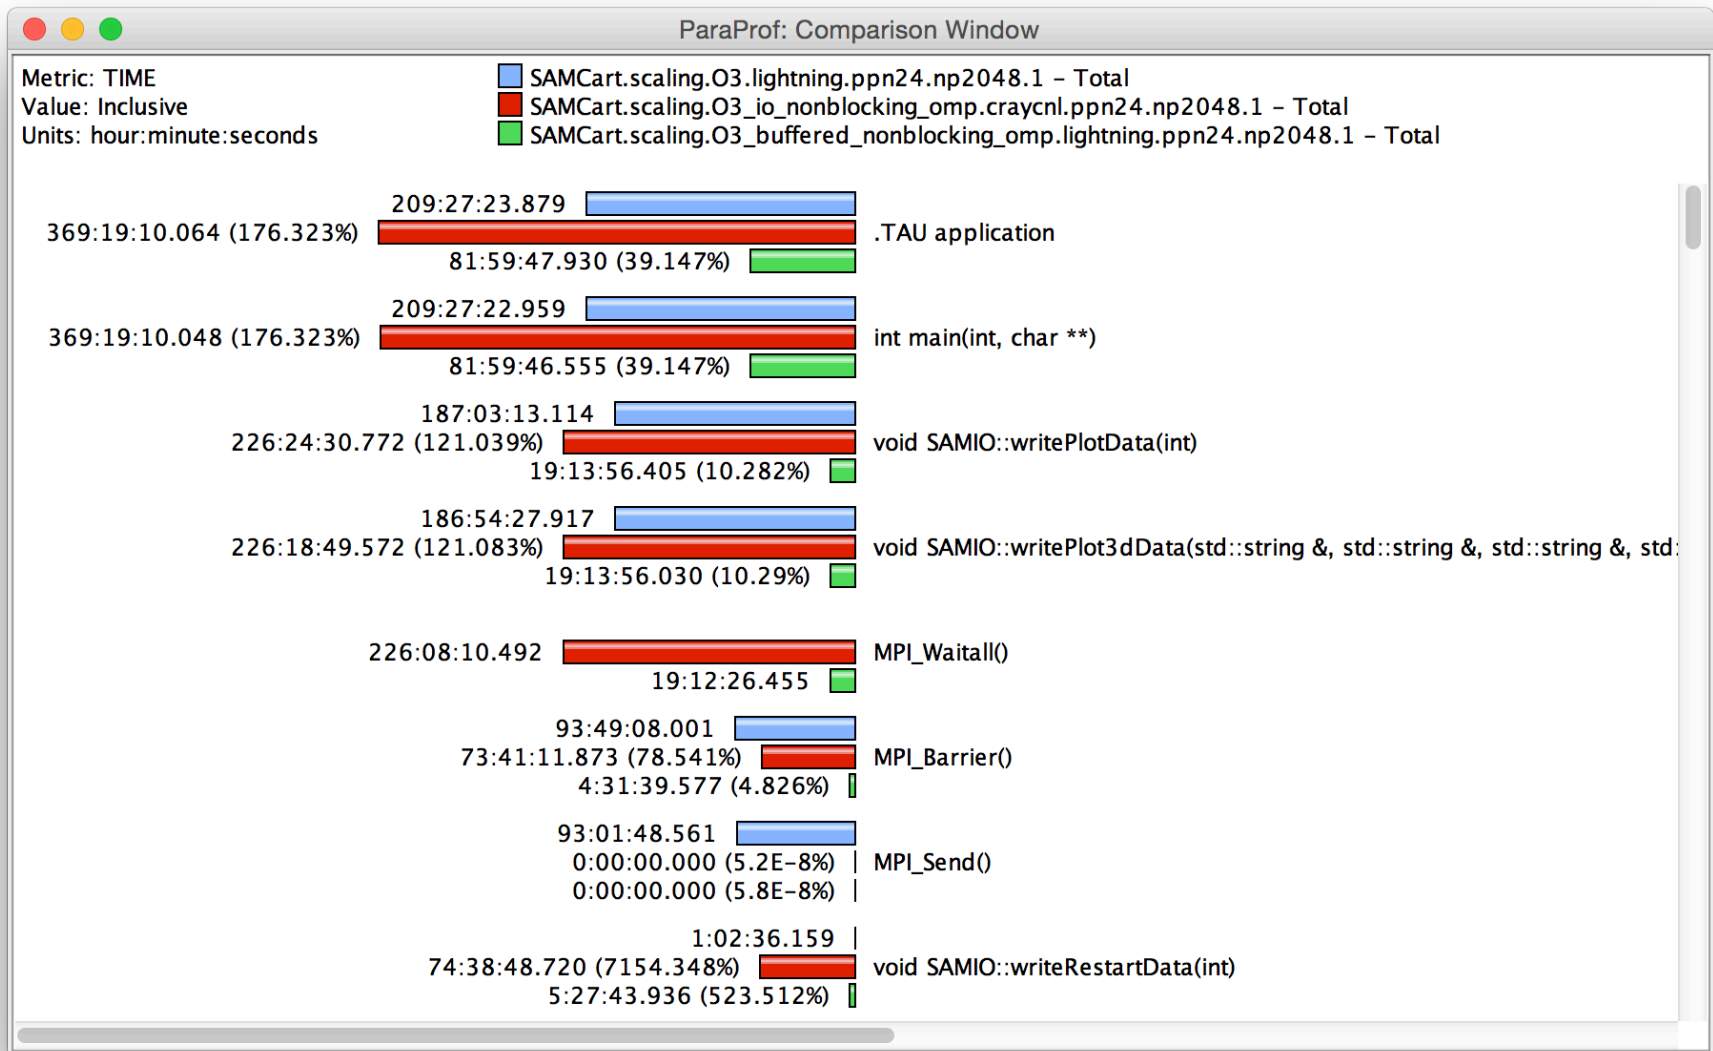 ParaProf: Comparison Window
Metric: TIME
Value: Inclusive
Units: hour:minute:seconds
SAMCart.scaling.O3.lightning.ppn24.np2048.1 – Total
SAMCart.scaling.O3_io_nonblocking_omp.craycnl.ppn24.np2048.1 – Total
SAMCart.scaling.O3_buffered_nonblocking_omp.lightning.ppn24.np2048.1 – Total
209:27:23.879
369:19:10.064 (176.323%) .TAU application
81:59:47.930 (39.147%)
209:27:22.959
369:19:10.048 (176.323%) int main(int, char **)
81:59:46.555 (39.147%)
187:03:13.114
226:24:30.772 (121.039%) void SAMIO::writePlotData(int)
19:13:56.405 (10.282%)
186:54:27.917
226:18:49.572 (121.083%) void SAMIO::writePlot3dData(std::string &, std::string &, std::string &, std:
19:13:56.030 (10.29%)
226:08:10.492 MPI_Waitall()
19:12:26.455
93:49:08.001
73:41:11.873 (78.541%) MPI_Barrier()
4:31:39.577 (4.826%)
93:01:48.561
0:00:00.000 (5.2E–8%) MPI_Send()
0:00:00.000 (5.8E–8%)
1:02:36.159
74:38:48.720 (7154.348%) void SAMIO::writeRestartData(int)
5:27:43.936 (523.512%)